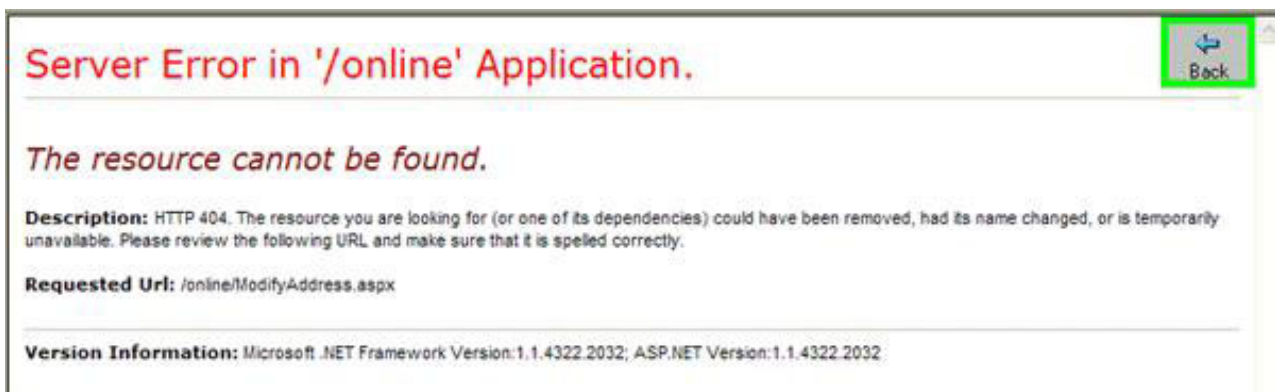 Server Error in '/online' Application.
Back
The resource cannot be found.
Description: HTTP 404. The resource you are looking for (or one of its dependencies) could have been removed, had its name changed, or is temporarily
unavailable. Please review the following URL and make sure that it is spelled correctly.
Requested Url: /online/ModifyAddress.aspx
Version Information: Microsoft .NET Framework Version:1.1.4322.2032; ASP.NET Version:1.1.4322.2032